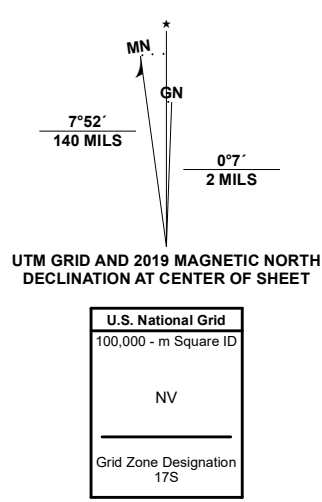 MN
GN
7°52´
140 MILS
0°7´
2 MILS
UTM GRID AND 2019 MAGNETIC NORTH
DECLINATION AT CENTER OF SHEET
U.S. National Grid
100,000 - m Square ID
NV
Grid Zone Designation
17S